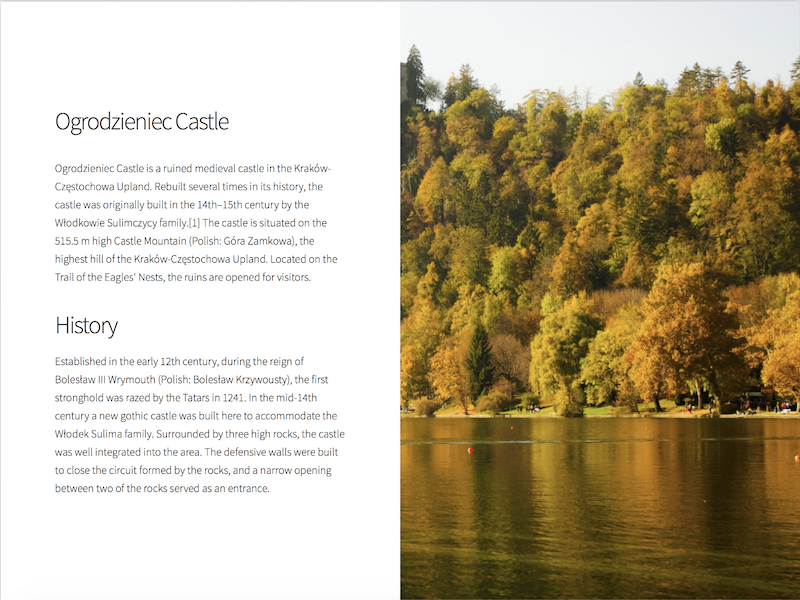 Ogrodzieniec Castle
Ogrodzieniec Castle is a ruined medieval castle in the Kraków-
Częstochowa Upland. Rebuilt several times in its history, the
castle was originally built in the 14th–15th century by the
Włodkowie Sulimczycy family.[1] The castle is situated on the
515.5 m high Castle Mountain (Polish: Góra Zamkowa), the
highest hill of the Kraków-Częstochowa Upland. Located on the
Trail of the Eagles' Nests, the ruins are opened for visitors.
History
Established in the early 12th century, during the reign of
Bolesław III Wrymouth (Polish: Bolesław Krzywousty), the first
stronghold was razed by the Tatars in 1241. In the mid-14th
century a new gothic castle was built here to accommodate the
Włodek Sulima family. Surrounded by three high rocks, the castle
was well integrated into the area. The defensive walls were built
to close the circuit formed by the rocks, and a narrow opening
between two of the rocks served as an entrance.